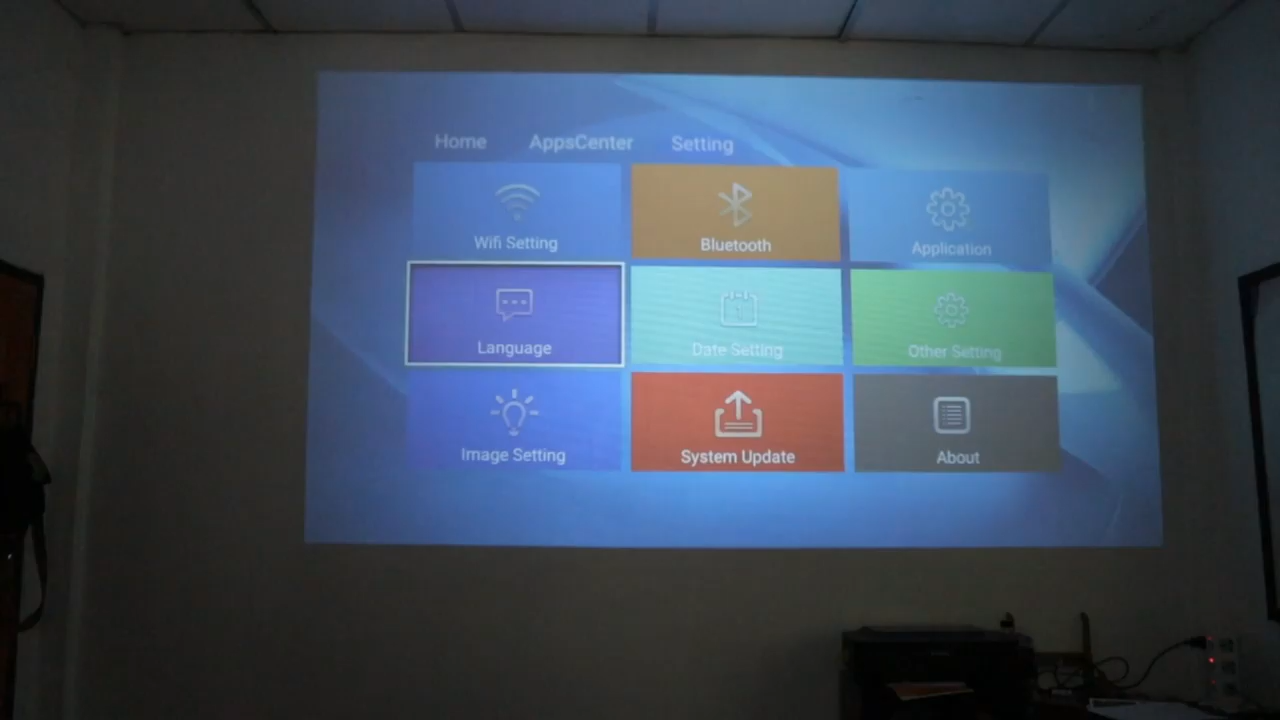 Home AppsCenter Setting
Wifi Setting Bluetooth Application
Language Date Setting Other Setting
Image Setting System Update About